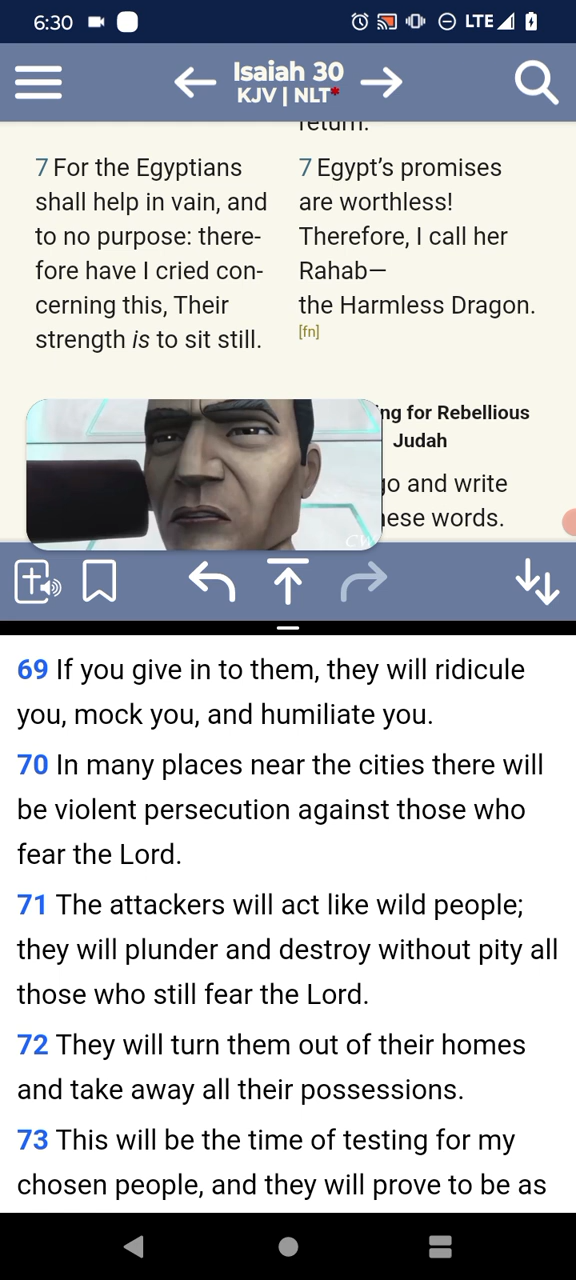 6:30 LTE
Isaiah 30
KJV | NLT*
return.
7 For the Egyptians
shall help in vain, and
to no purpose: there-
fore have I cried con-
cerning this, Their
strength is to sit still.
7 Egypt’s promises
are worthless!
Therefore, I call her
Rahab—
the Harmless Dragon.
[fn]
ng for Rebellious
Judah
go and write
hese words.
69 If you give in to them, they will ridicule
you, mock you, and humiliate you.
70 In many places near the cities there will
be violent persecution against those who
fear the Lord.
71 The attackers will act like wild people;
they will plunder and destroy without pity all
those who still fear the Lord.
72 They will turn them out of their homes
and take away all their possessions.
73 This will be the time of testing for my
chosen people, and they will prove to be as